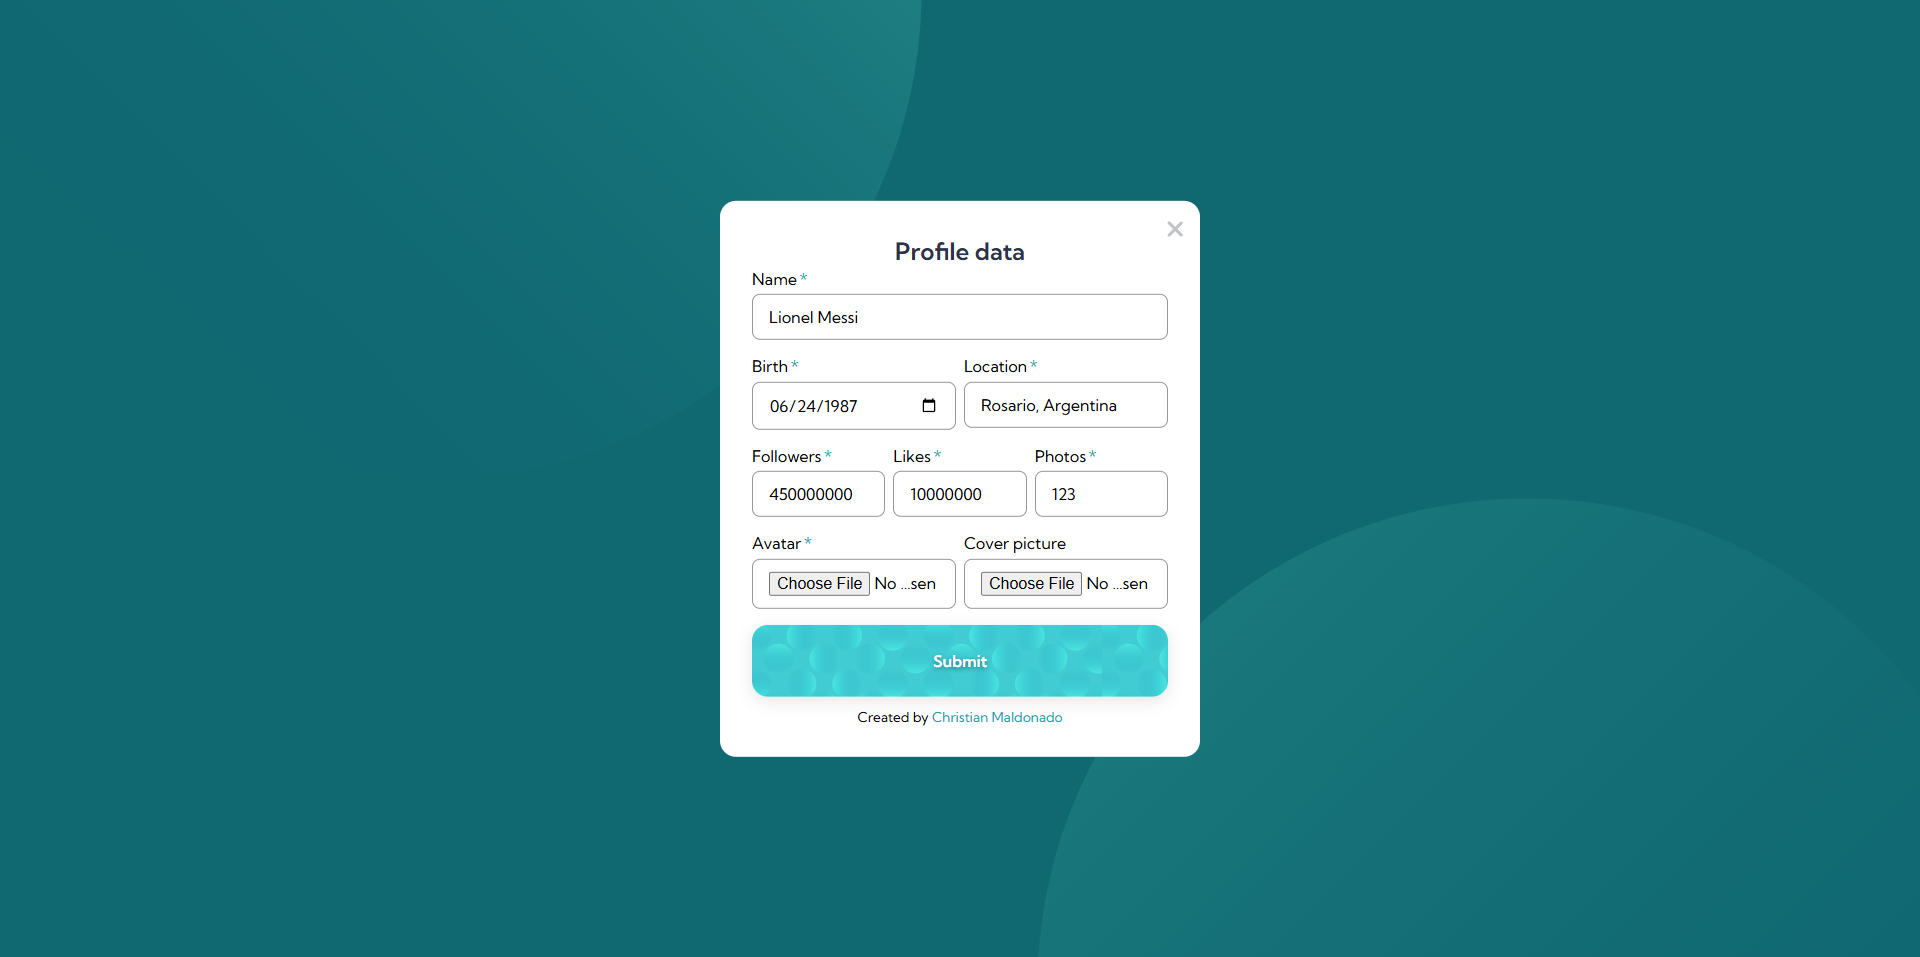 Profile data
Name *
Lionel Messi
Birth * Location *
06/24/1987 Rosario, Argentina
Followers * Likes * Photos *
450000000 10000000 123
Avatar * Cover picture
Choose File No ...sen Choose File No ...sen
Submit
Created by Christian Maldonado